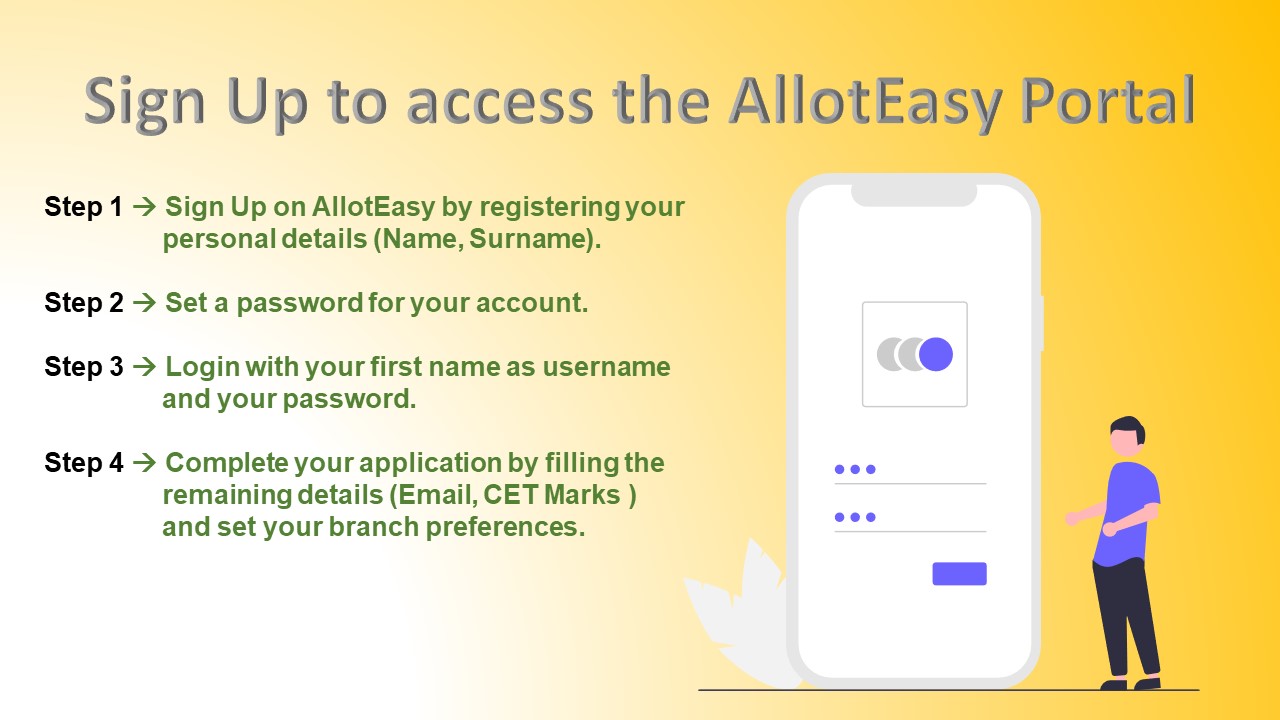 Sign Up to access the AllotEasy Portal
Step 1 → Sign Up on AllotEasy by registering your
personal details (Name, Surname).
Step 2 → Set a password for your account.
Step 3 → Login with your first name as username
and your password.
Step 4 → Complete your application by filling the
remaining details (Email, CET Marks )
and set your branch preferences.